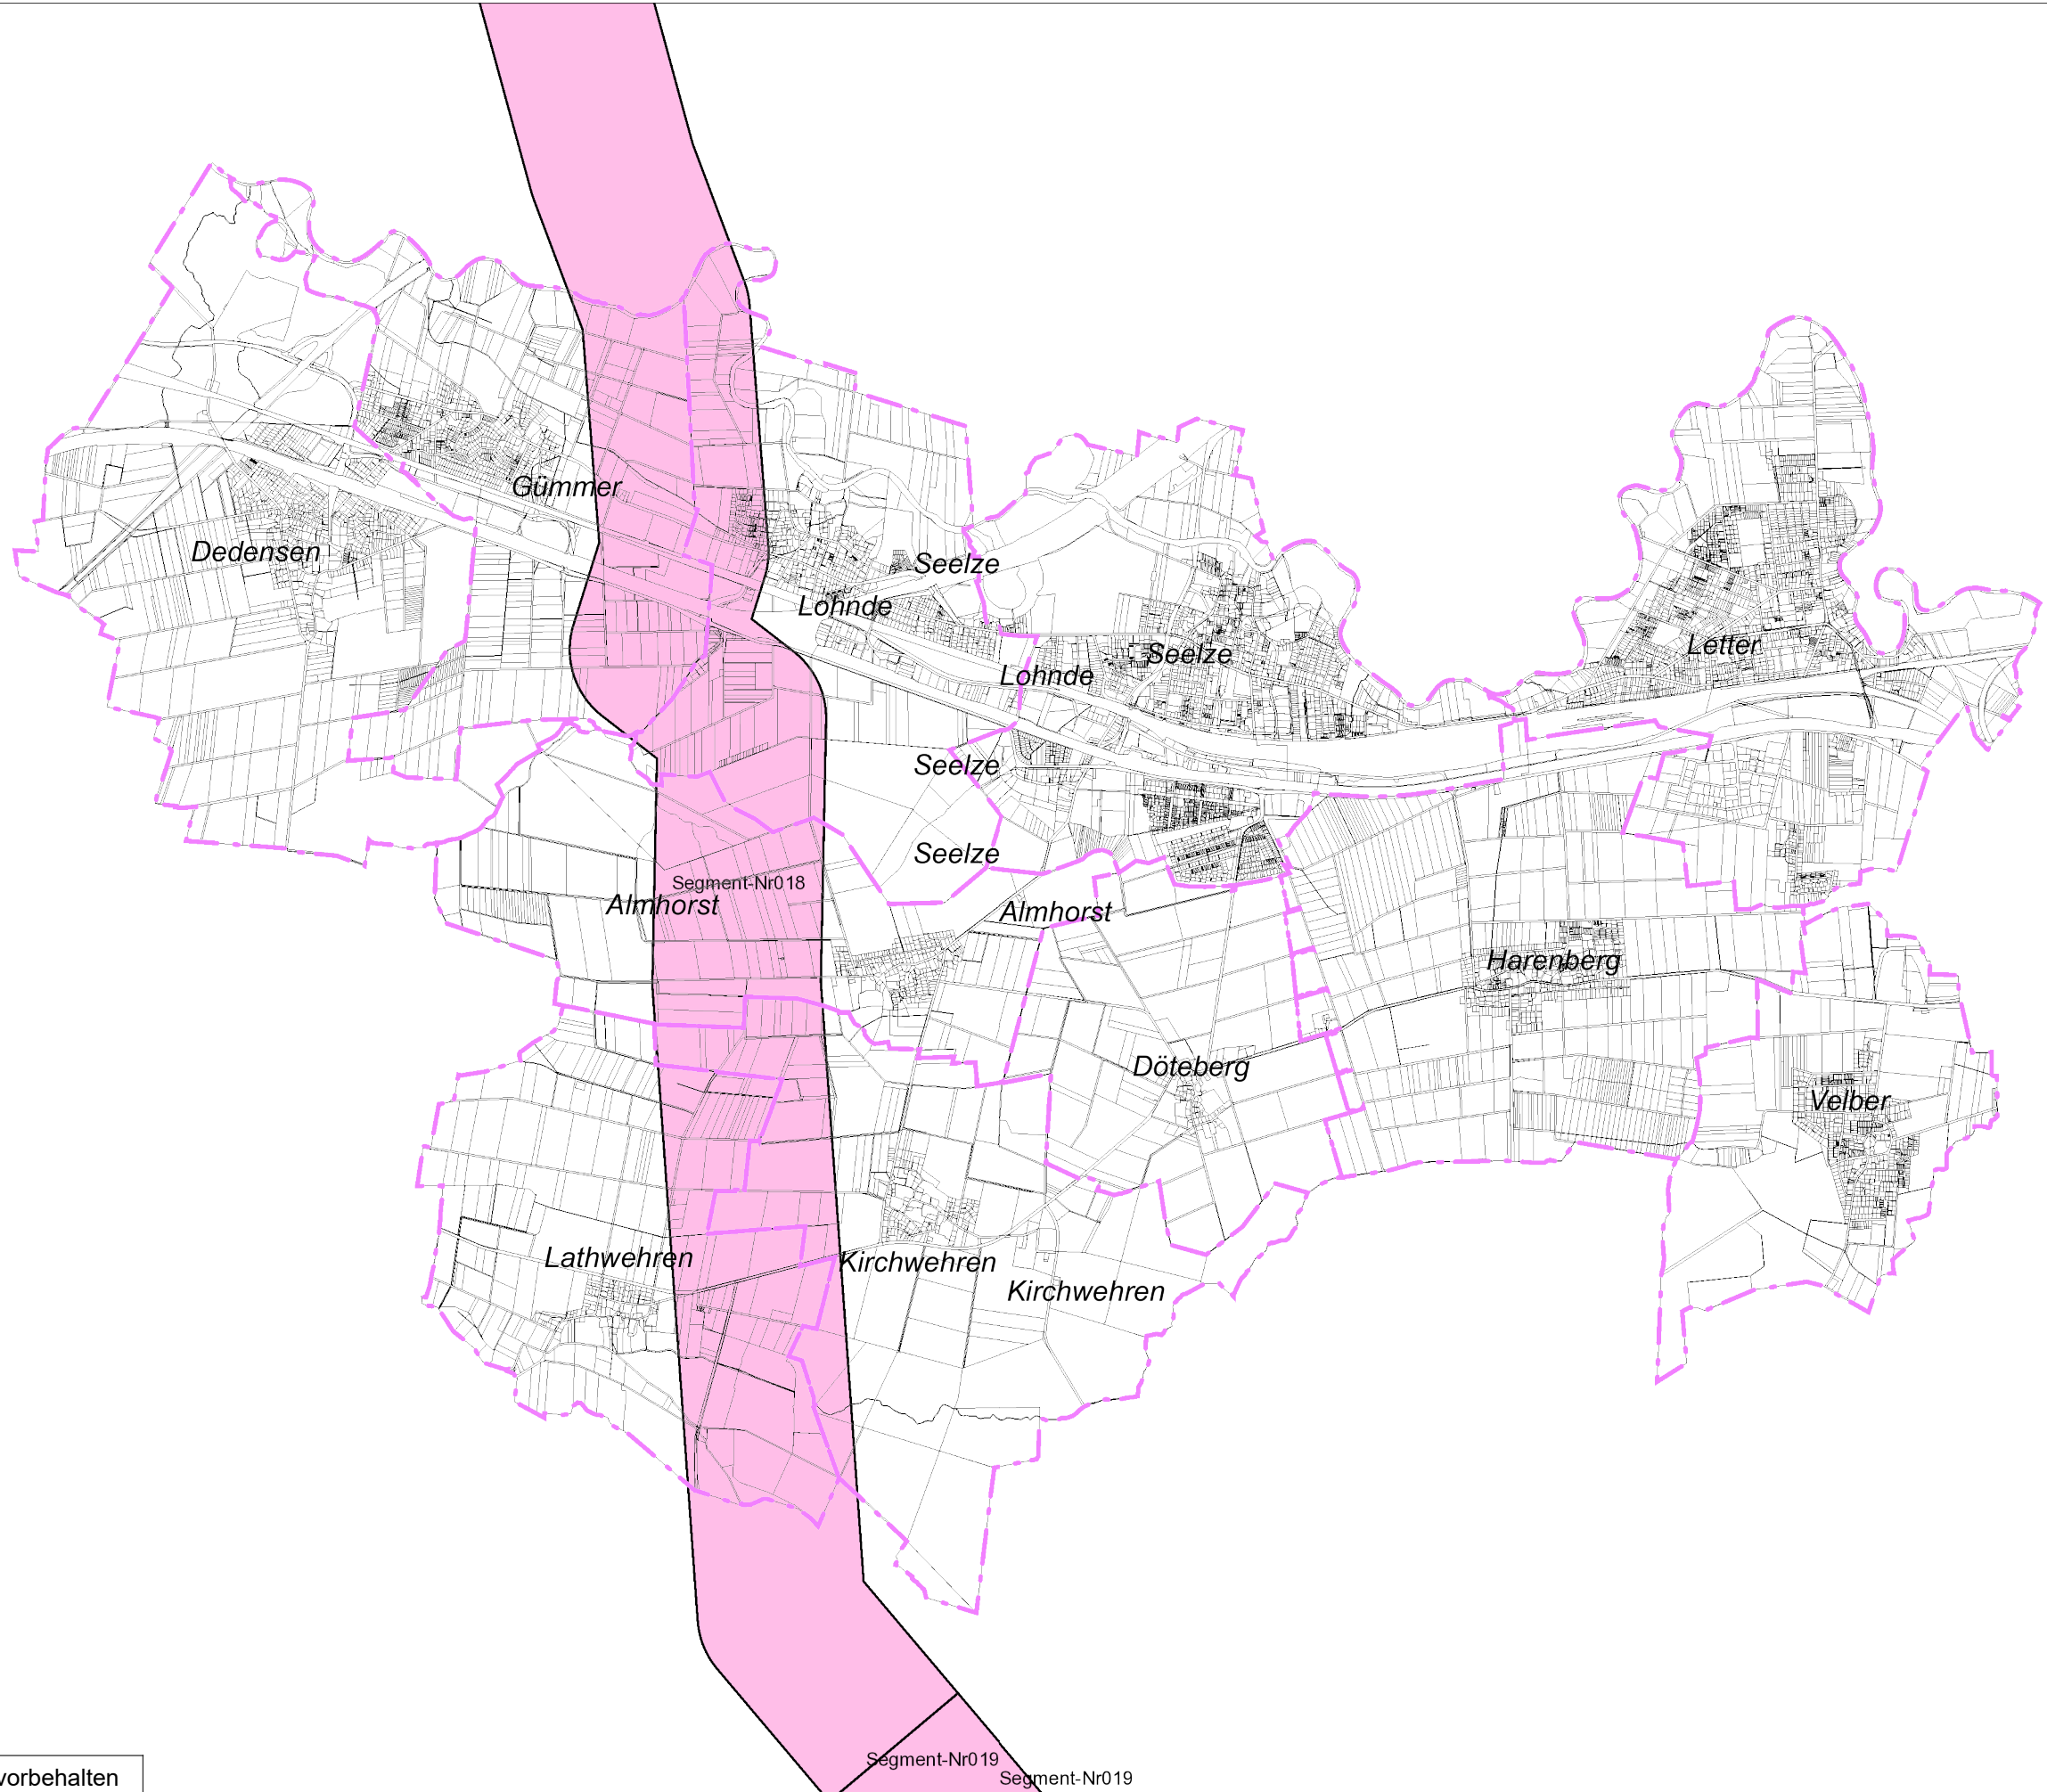 Gümmer
Dedensen
Seelze
Lohnde
Letter
Seelze
Lohnde
Seelze
Seelze
Segment-Nr018
Almhorst
Almhorst
Harenberg
Döteberg
Velber
Lathwehren
Kirchwehren
Kirchwehren
Segment-Nr019
Segment-Nr019
vorbehalten